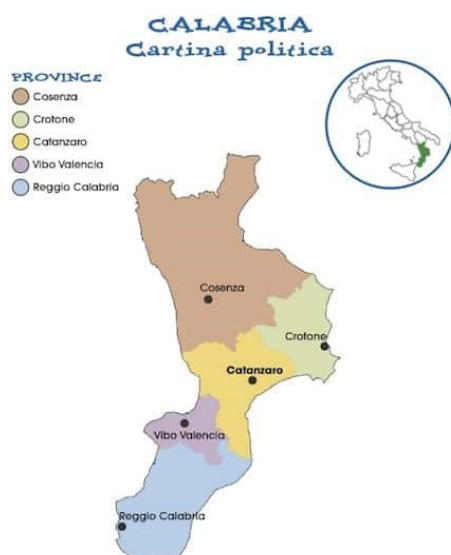 CALABRIA
Cartina politica
PROVINCE
Cosenza
Crotone
Catanzaro
Vibo Valencia
Reggio Calabria
Cosenza
Crotone
Catanzaro
Vibo Valencia
Reggio Calabria